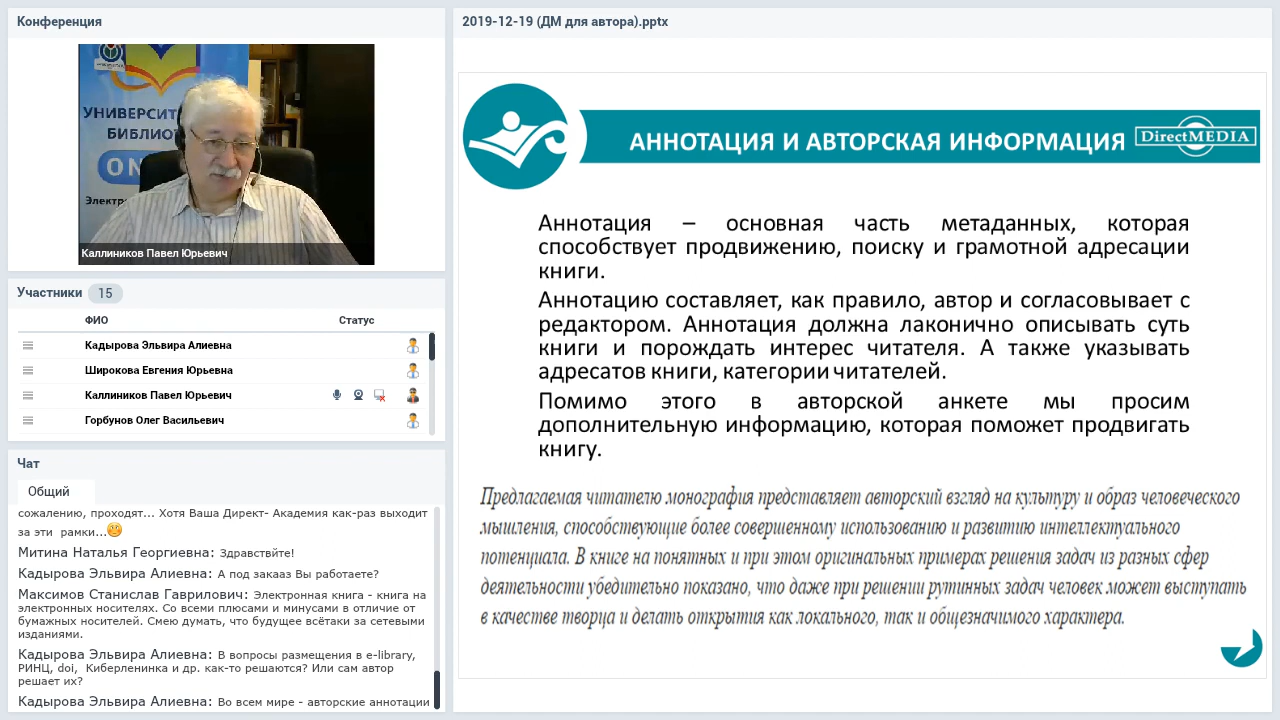 Конференция
УНИВЕРСИТ
БИБЛИО
ON
Электр
Каллиников Павел Юрьевич
Участники 15
ФИО Статус
Кадырова Эльвира Алиевна
Широкова Евгения Юрьевна
Каллиников Павел Юрьевич
Горбунов Олег Васильевич
Чат
Общий
сожалению, проходят... Хотя Ваша Директ- Академия как-раз выходит
за эти рамки...
Митина Наталья Георгиевна: Здравствйте!
Кадырова Эльвира Алиевна: А под закааз Вы работаете?
Максимов Станислав Гаврилович: Электронная книга - книга на
электронных носителях. Со всеми плюсами и минусами в отличие от
бумажных носителей. Смею думать, что будущее всётаки за сетевыми
изданиями.
Кадырова Эльвира Алиевна: В вопросы размещения в e-library,
РИНЦ, doi, Киберленинка и др. как-то решаются? Или сам автор
решает их?
Кадырова Эльвира Алиевна: Во всем мире - авторские аннотации
2019-12-19 (ДМ для автора).pptx
АННОТАЦИЯ И АВТОРСКАЯ ИНФОРМАЦИЯ
DirectMEDIA
Аннотация – основная часть метаданных, которая
способствует продвижению, поиску и грамотной адресации
книги.
Аннотацию составляет, как правило, автор и согласовывает с
редактором. Аннотация должна лаконично описывать суть
книги и порождать интерес читателя. А также указывать
адресатов книги, категории читателей.
Помимо этого в авторской анкете мы просим
дополнительную информацию, которая поможет продвигать
книгу.
Предлагаемая читателю монография представляет авторский взгляд на культуру и образ человеческого
мышления, способствующие более совершенному использованию и развитию интеллектуального
потенциала. В книге на понятных и при этом оригинальных примерах решения задач из разных сфер
деятельности убедительно показано, что даже при решении рутинных задач человек может выступать
в качестве творца и делать открытия как локального, так и общезначимого характера.